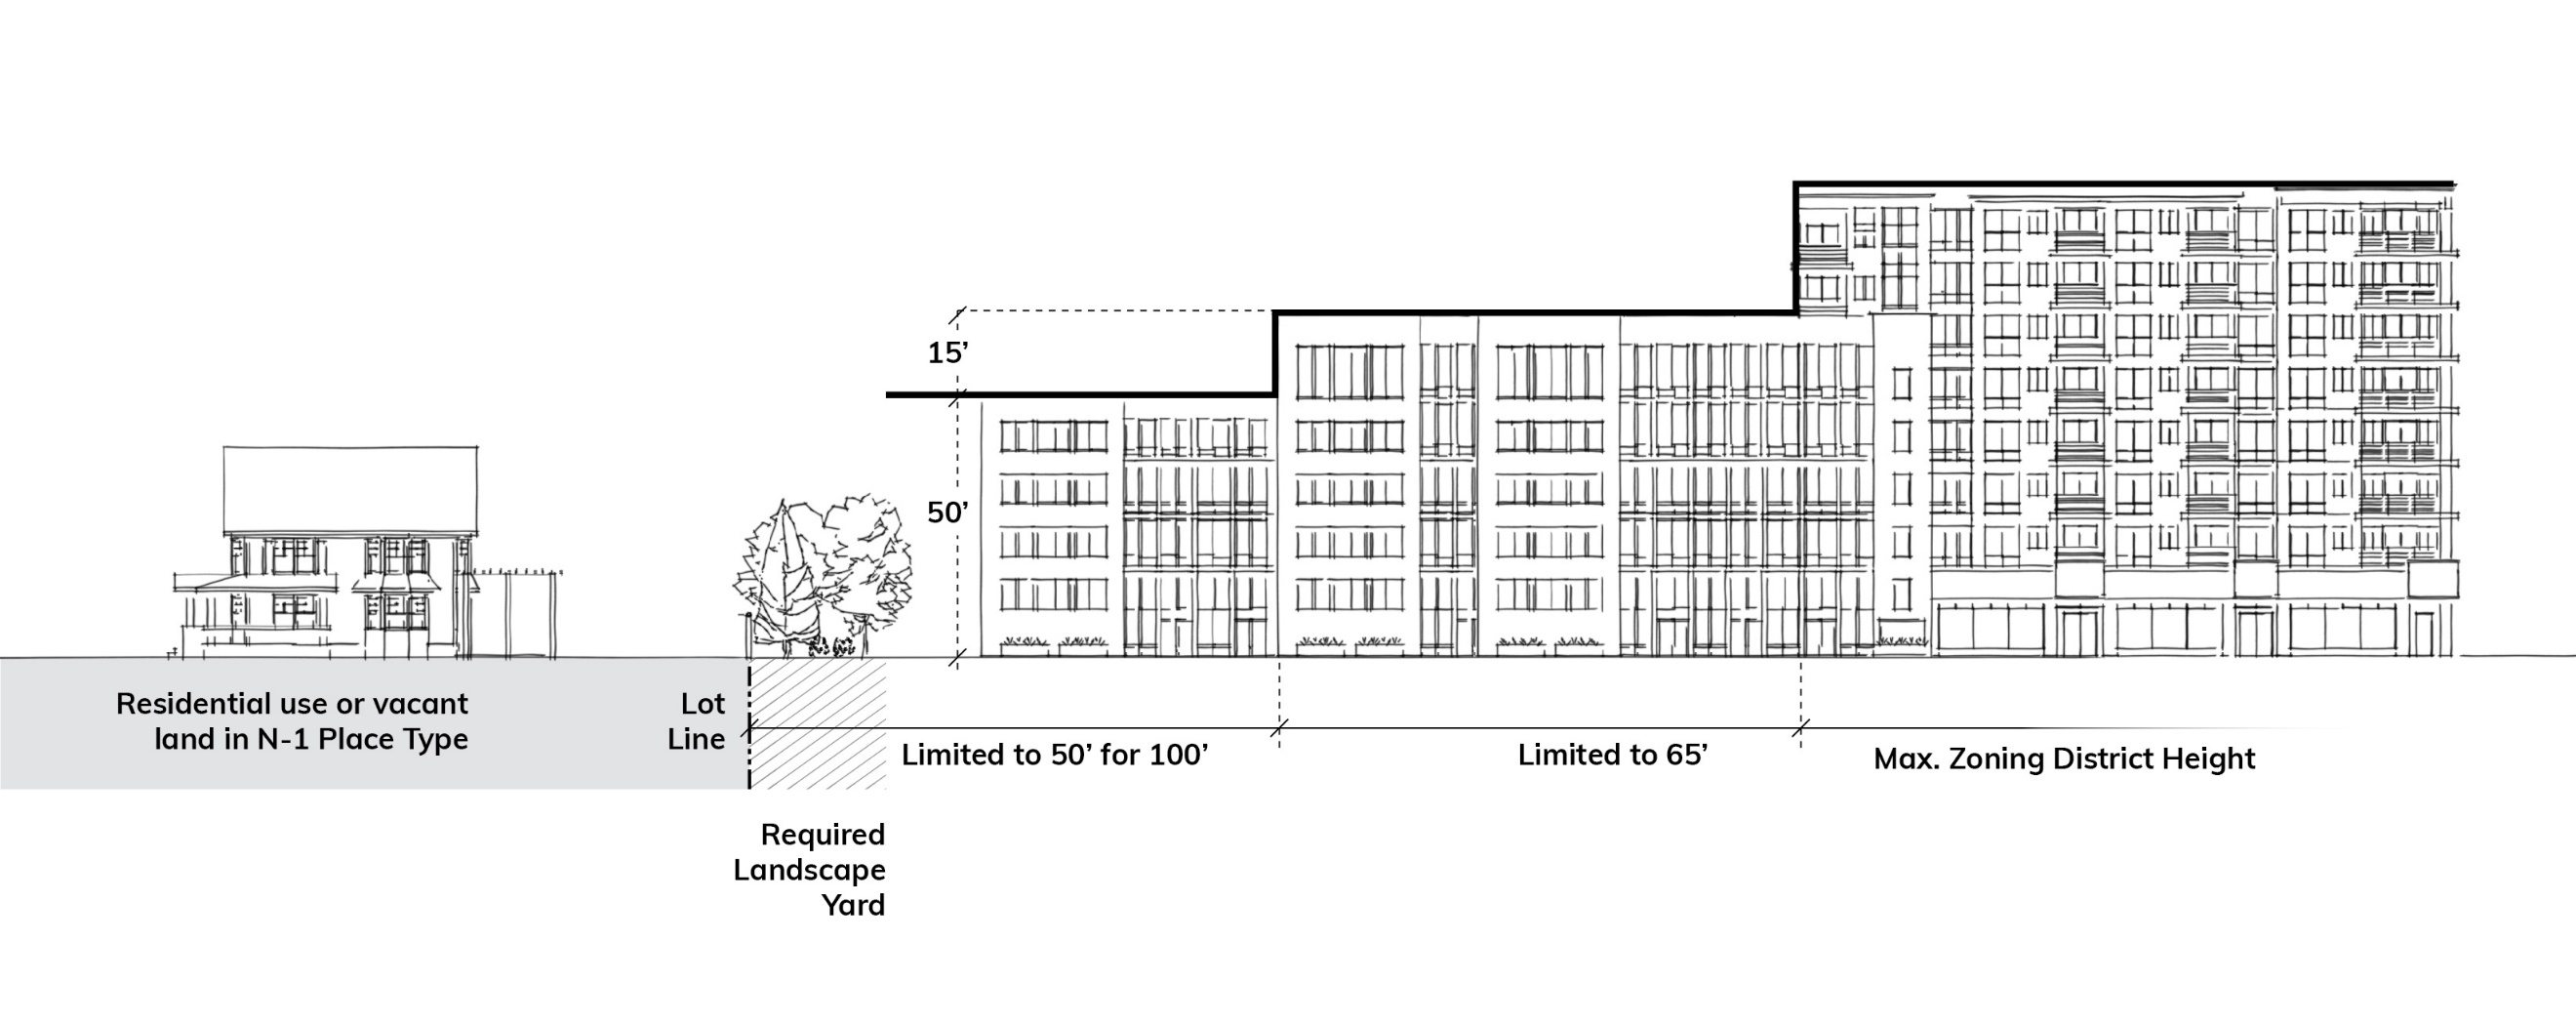 15’
50’
Residential use or vacant
land in N-1 Place Type
Lot
Line
Limited to 50’ for 100’
Limited to 65’
Max. Zoning District Height
Required
Landscape
Yard